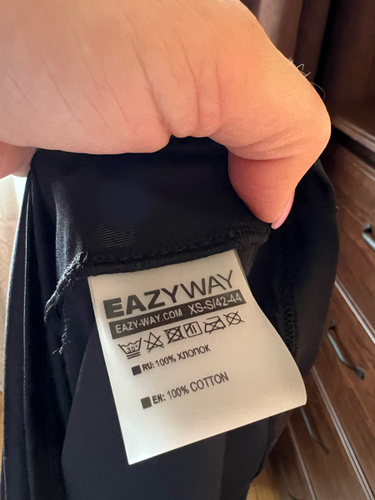 EAZYWAY
EAZY-WAY.COM XS-S/42-44
RU: 100% ХЛОПОК
EN: 100% COTTON